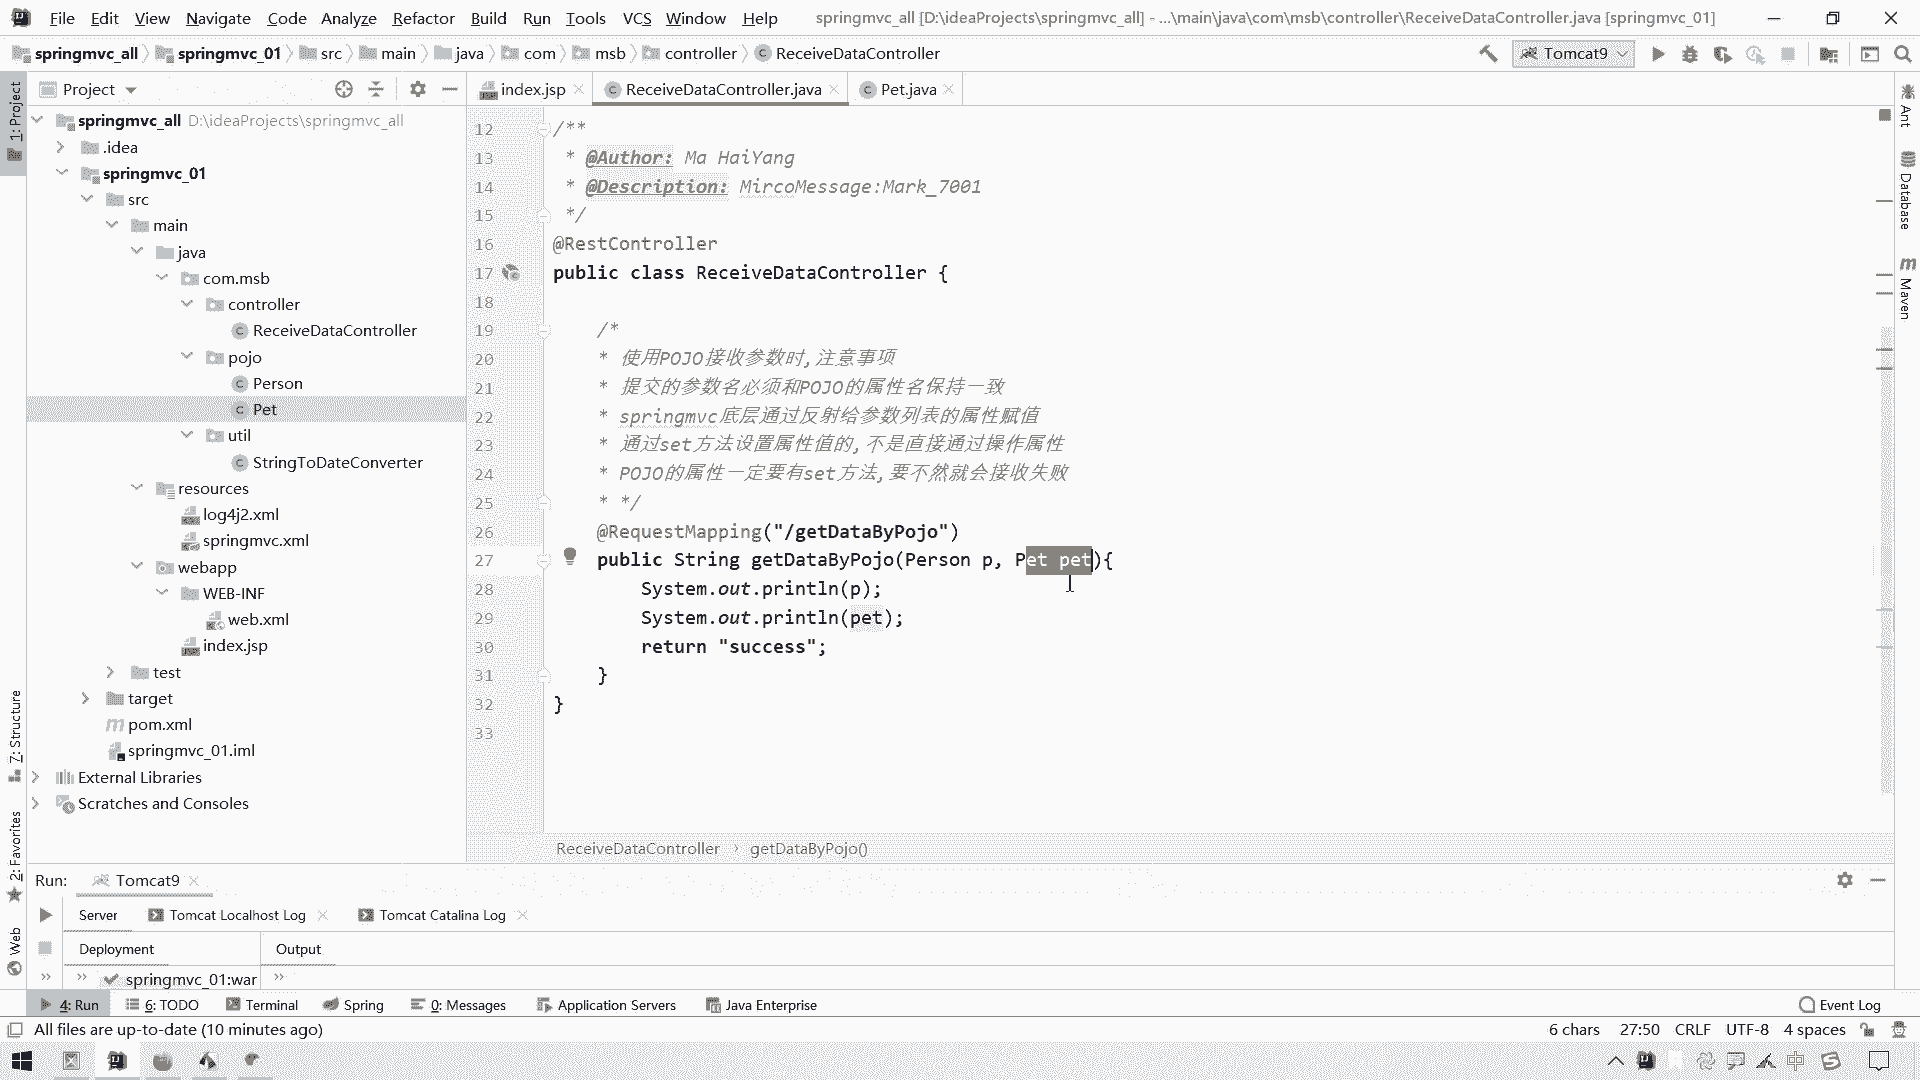 File Edit View Navigate Code Analyze Refactor Build Run Tools VCS Window Help springmvc_all [D:\ideaProjects\springmvc_all] - ...\main\java\com\msb\controller\ReceiveDataController.java [springmvc_01]
springmvc_all springmvc_01 src main java com msb controller ReceiveDataController Tomcat9
Project
index.jsp ReceiveDataController.java Pet.java
springmvc_all D:\ideaProjects\springmvc_all
.idea
springmvc_01
src
main
java
com.msb
controller
ReceiveDataController
pojo
Person
Pet
util
StringToDateConverter
resources
log4j2.xml
springmvc.xml
webapp
WEB-INF
web.xml
index.jsp
test
target
pom.xml
springmvc_01.iml
External Libraries
Scratches and Consoles
12 /**
13 * @Author: Ma HaiYang
14 * @Description: MircoMessage:Mark_7001
15 */
16 @RestController
17 public class ReceiveDataController {
18
19 /*
20 * 使用POJO接收参数时,注意事项
21 * 提交的参数名必须和POJO的属性名保持一致
22 * springmvc底层通过反射给参数列表的属性赋值
23 * 通过set方法设置属性值的,不是直接通过操作属性
24 * POJO的属性一定要有set方法,要不然就会接收失败
25 * */
26 @RequestMapping("/getDataByPojo")
27 public String getDataByPojo(Person p, Pet pet){
28 System.out.println(p);
29 System.out.println(pet);
30 return "success";
31 }
32 }
33
ReceiveDataController getDataByPojo()
1: Project
7: Structure
2: Favorites
Web
Ant
Database
Maven
Run: Tomcat9
Server Tomcat Localhost Log Tomcat Catalina Log
Deployment Output
springmvc_01:war
4: Run 6: TODO Terminal Spring 0: Messages Application Servers Java Enterprise Event Log
All files are up-to-date (10 minutes ago) 6 chars 27:50 CRLF UTF-8 4 spaces
中